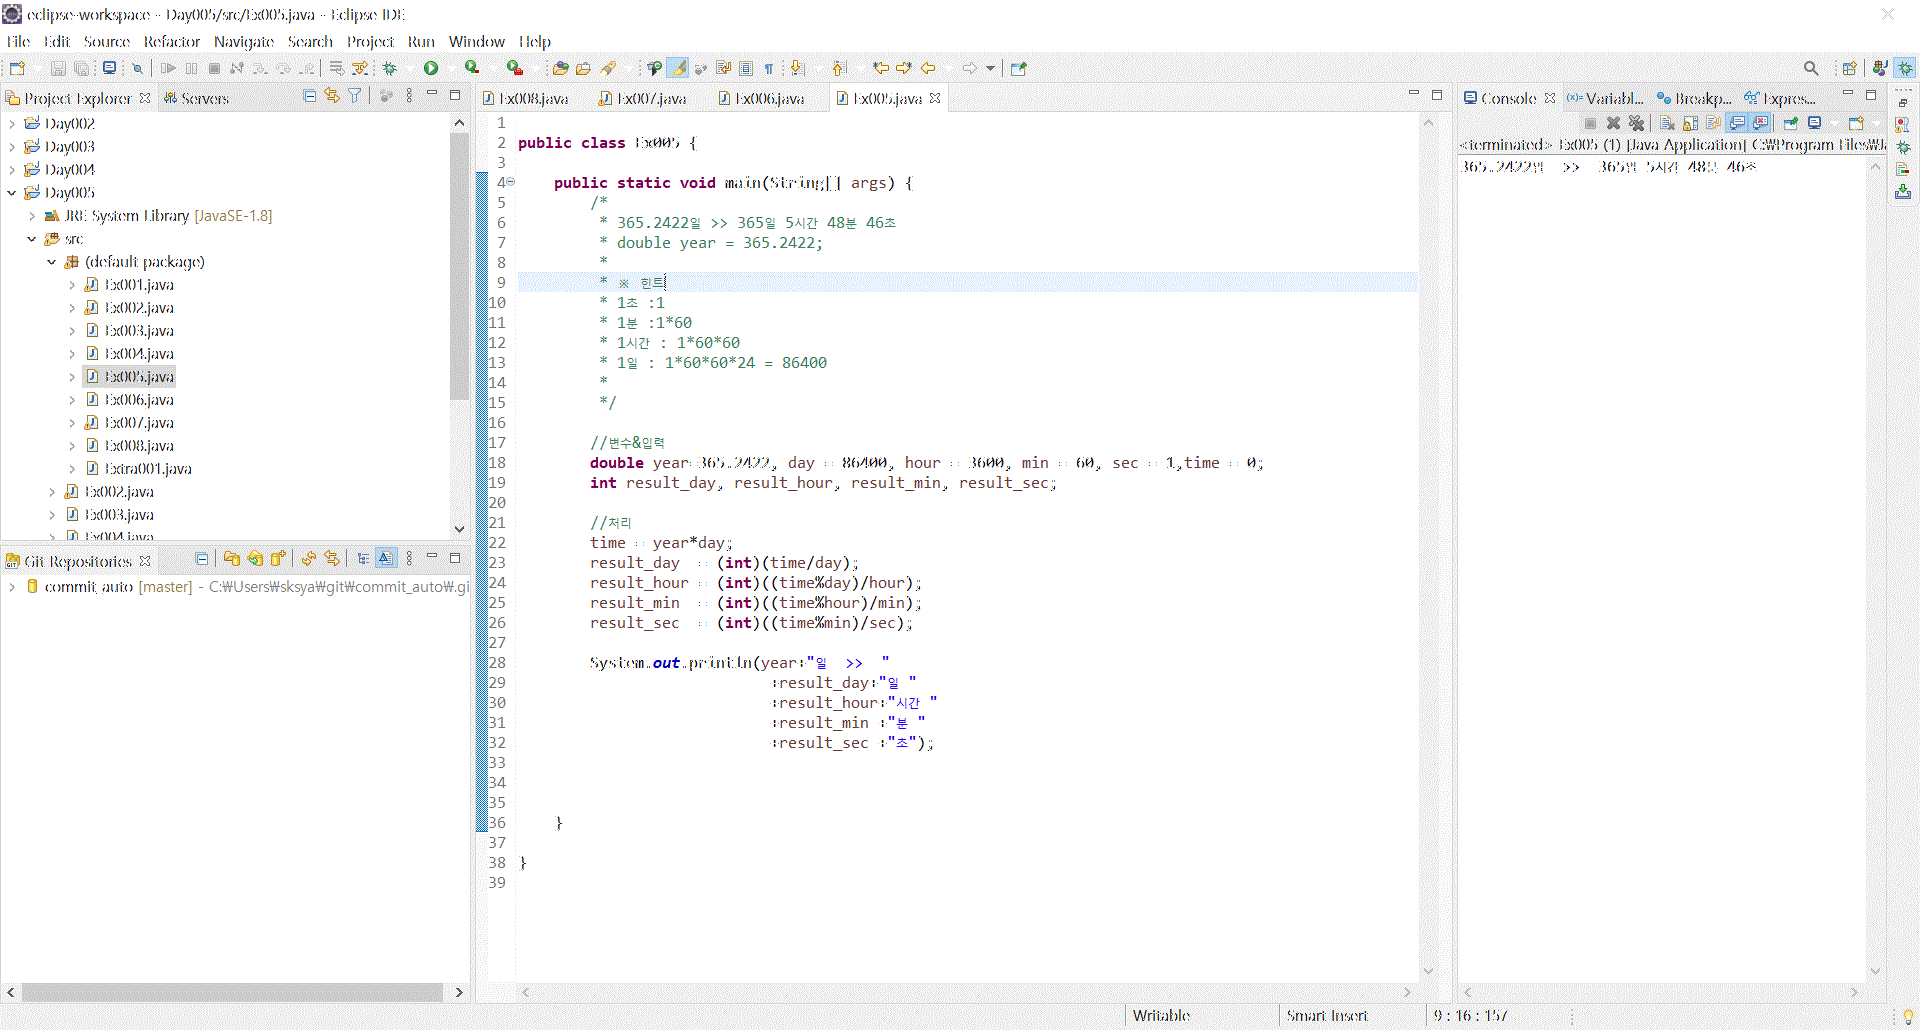 eclipse-workspace - Day005/src/Ex005.java - Eclipse IDE
File Edit Source Refactor Navigate Search Project Run Window Help
Project Explorer Servers
Day002
Day003
Day004
Day005
JRE System Library [JavaSE-1.8]
src
(default package)
Ex001.java
Ex002.java
Ex003.java
Ex004.java
Ex005.java
Ex006.java
Ex007.java
Ex008.java
Extra001.java
Ex002.java
Ex003.java
Ex004.java
Git Repositories
commit_auto [master] - C:₩Users₩sksya₩git₩commit_auto₩.gi
Ex008.java Ex007.java Ex006.java Ex005.java
1
2 public class Ex005 {
3
4 public static void main(String[] args) {
5 /*
6 * 365.2422일 >> 365일 5시간 48분 46초
7 * double year = 365.2422;
8 *
9 * ※ 힌트
10 * 1초 :1
11 * 1분 :1*60
12 * 1시간 : 1*60*60
13 * 1일 : 1*60*60*24 = 86400
14 *
15 */
16
17 //변수&입력
18 double year=365.2422, day = 86400, hour = 3600, min = 60, sec = 1,time = 0;
19 int result_day, result_hour, result_min, result_sec;
20
21 //처리
22 time = year*day;
23 result_day = (int)(time/day);
24 result_hour = (int)((time%day)/hour);
25 result_min = (int)((time%hour)/min);
26 result_sec = (int)((time%min)/sec);
27
28 System.out.println(year+"일 >> "
29 +result_day+"일 "
30 +result_hour+"시간 "
31 +result_min +"분 "
32 +result_sec +"초");
33
34
35
36 }
37
38 }
39
Console Variabl... Breakp... Expres...
<terminated> Ex005 (1) [Java Application] C:₩Program Files₩Ja
365.2422일 >> 365일 5시간 48분 46초
Writable Smart Insert 9 : 16 : 157